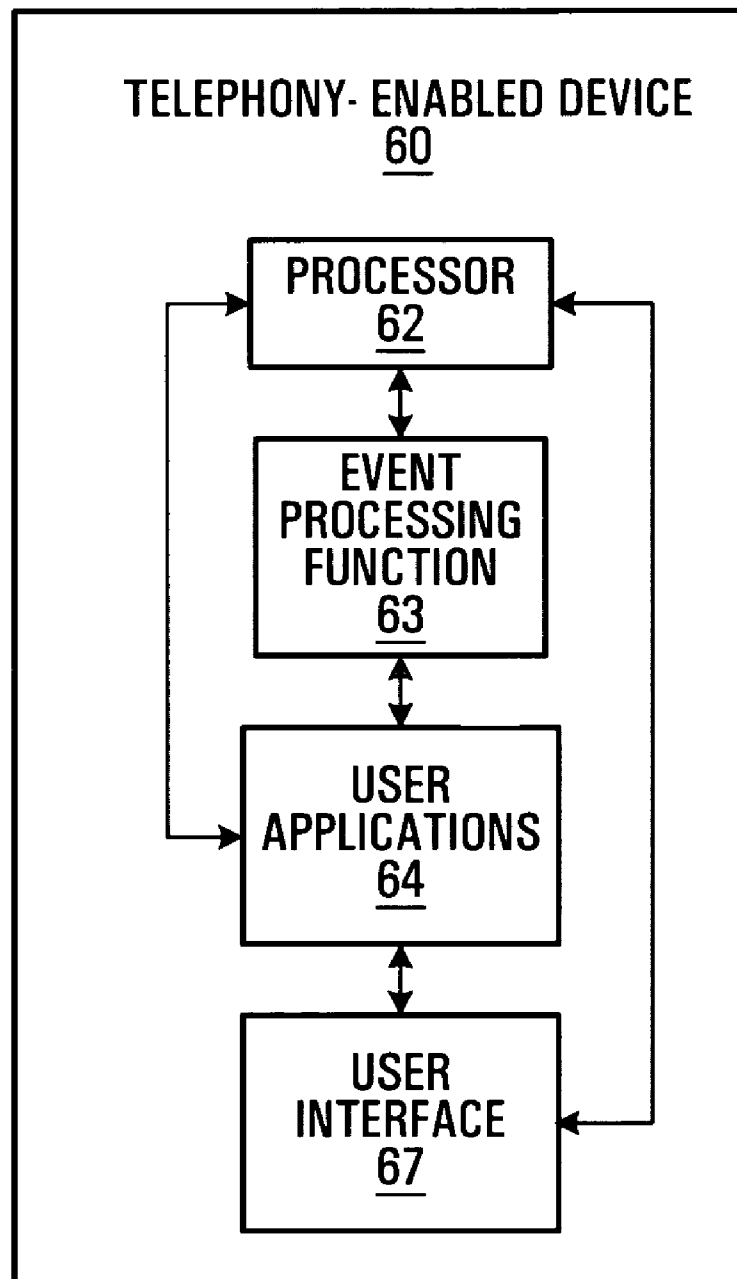 TELEPHONY- ENABLED DEVICE
60
PROCESSOR
62
EVENT
PROCESSING
FUNCTION
63
USER
APPLICATIONS
64
USER
INTERFACE
67